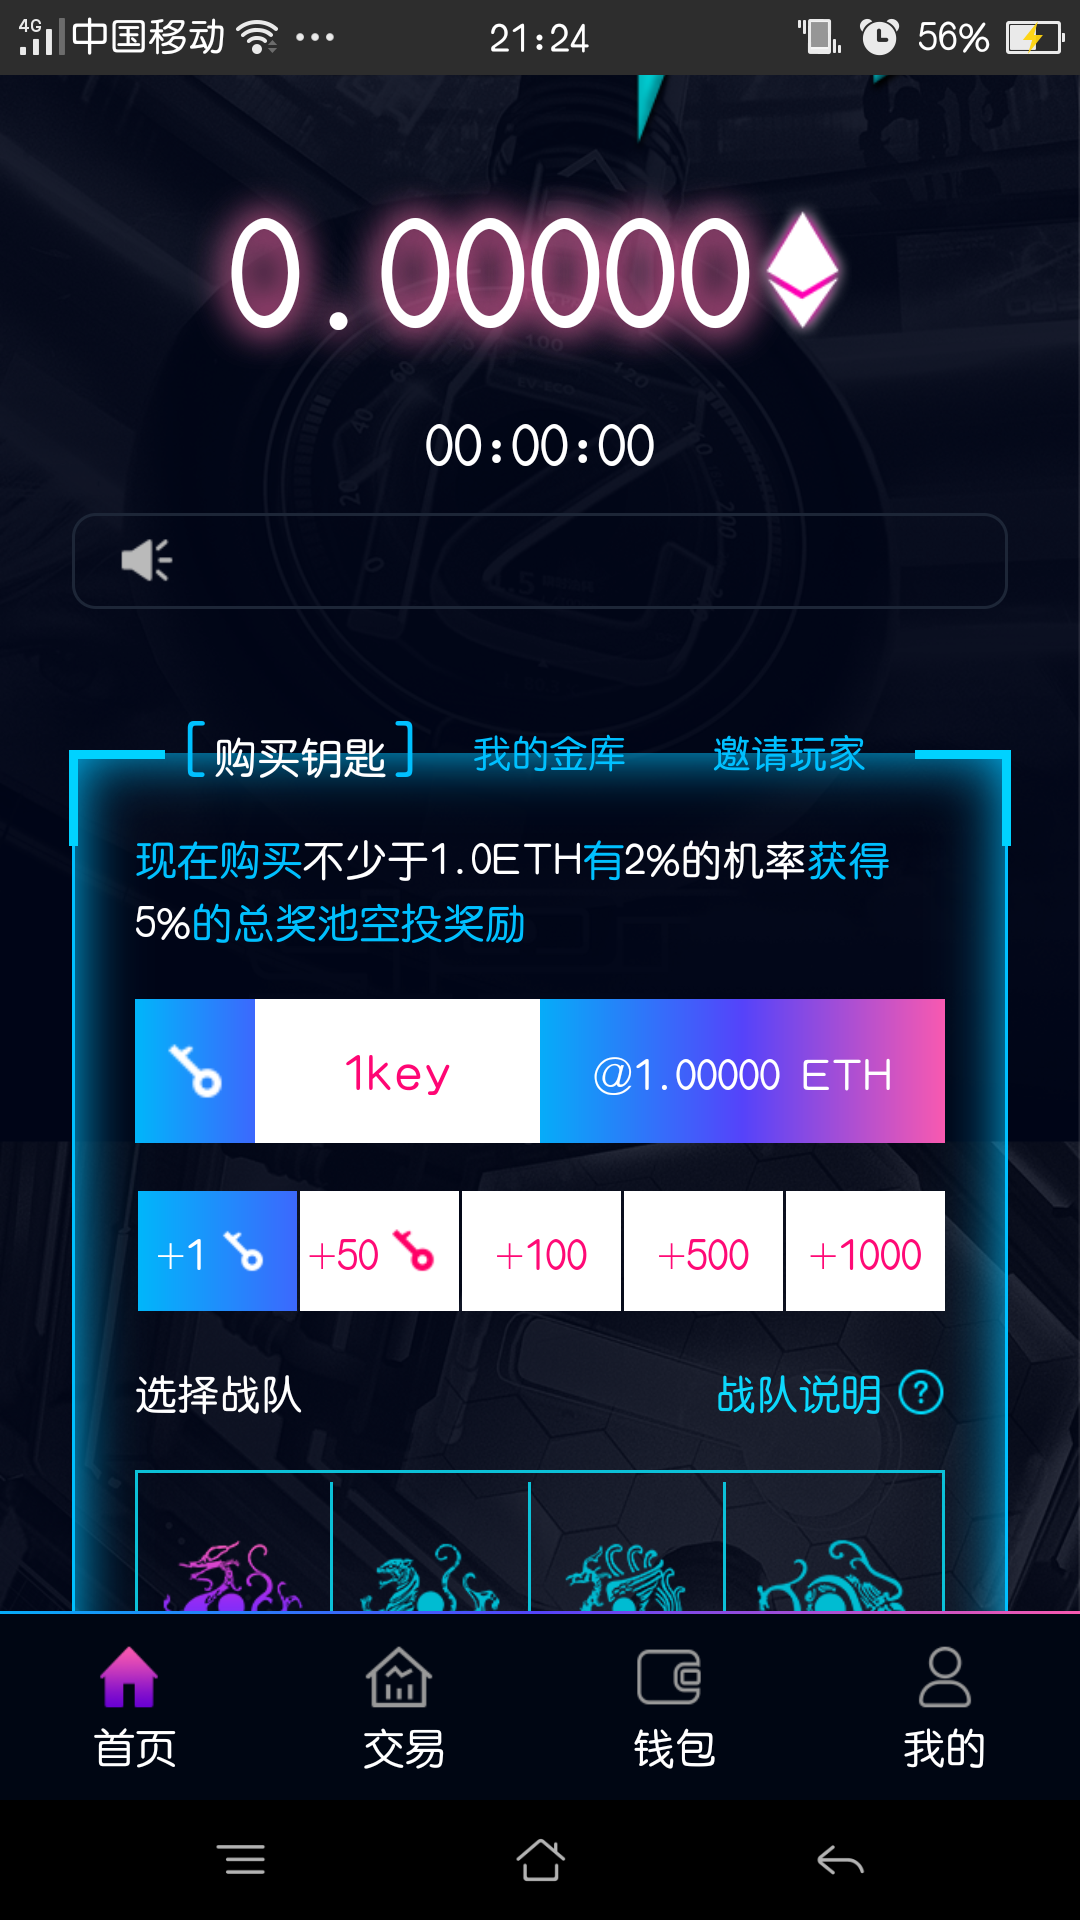 4G 中国移动 21:24 56%
0.00000
00:00:00
购买钥匙 我的金库 邀请玩家
现在购买不少于1.0ETH有2%的机率获得
5%的总奖池空投奖励
1key @1.00000 ETH
+1 +50 +100 +500 +1000
选择战队 战队说明 ?
首页 交易 钱包 我的